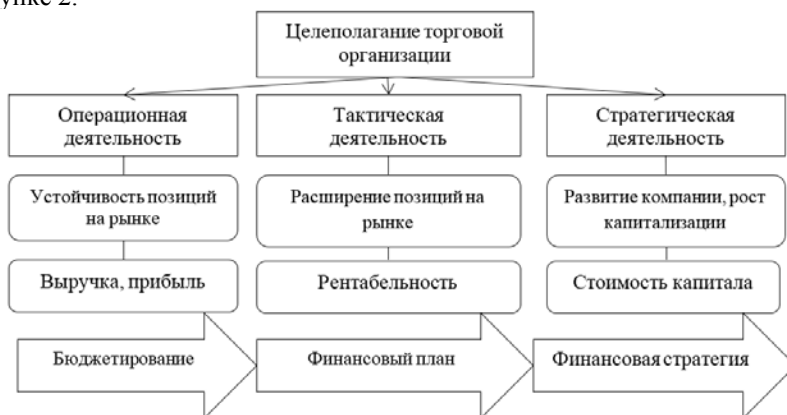 унке 2.
Целеполагание торговой
организации
Операционная
деятельность
Тактическая
деятельность
Стратегическая
деятельность
Устойчивость позиций
на рынке
Расширение позиций на
рынке
Развитие компании, рост
капитализации
Выручка, прибыль
Рентабельность
Стоимость капитала
Бюджетирование
Финансовый план
Финансовая стратегия